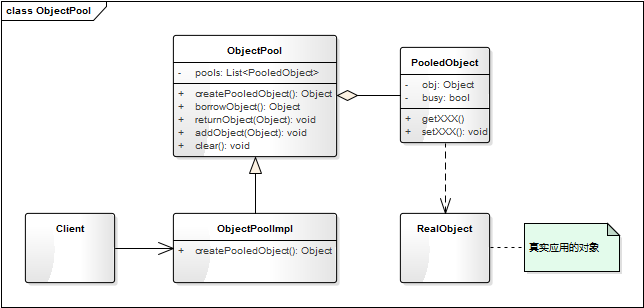 class ObjectPool
ObjectPool
- pools: List<PooledObject>
+ createPooledObject(): Object
+ borrowObject(): Object
+ returnObject(Object): void
+ addObject(Object): void
+ clear(): void
PooledObject
- obj: Object
- busy: bool
+ getXXX()
+ setXXX(): void
Client
ObjectPoolImpl
+ createPooledObject(): Object
RealObject
真实应用的对象